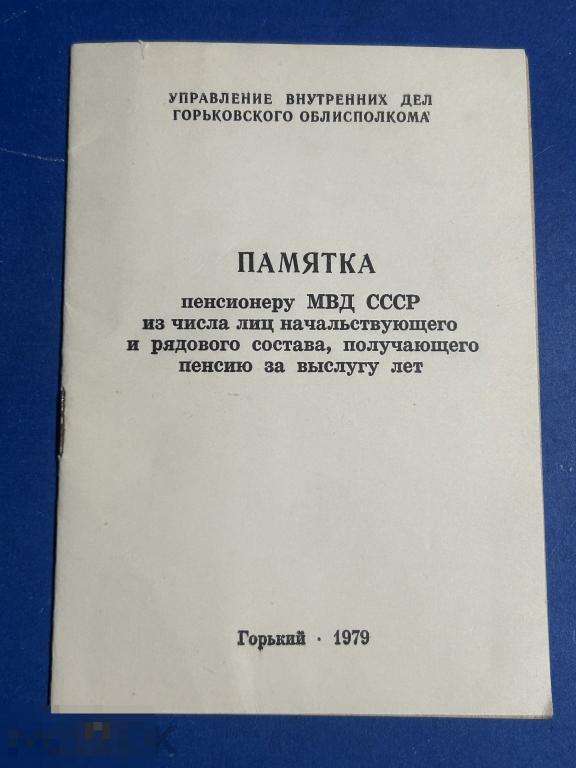 УПРАВЛЕНИЕ ВНУТРЕННИХ ДЕЛ
ГОРЬКОВСКОГО ОБЛИСПОЛКОМА
ПАМЯТКА
пенсионеру МВД СССР
из числа лиц начальствующего
и рядового состава, получающего
пенсию за выслугу лет
Горький · 1979